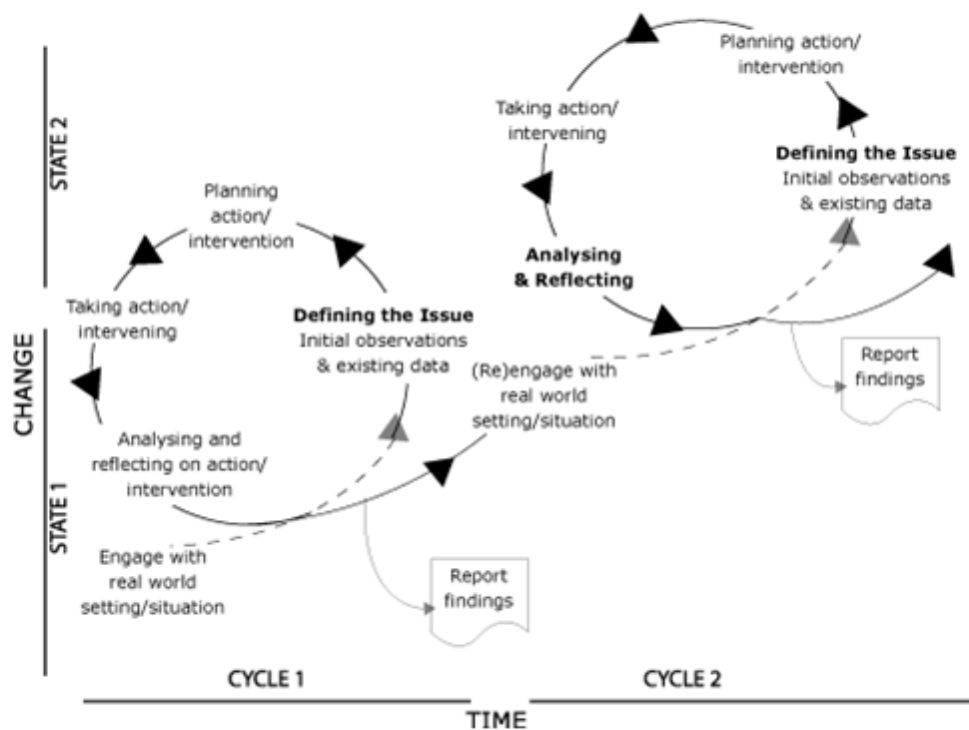 CHANGE
STATE 2
STATE 1
Planning
action/
intervention
Taking action/
intervening
Defining the Issue
Initial observations
& existing data
Analysing and
reflecting on action/
intervention
Engage with
real world
setting/situation
Report
findings
Planning action/
intervention
Taking action/
intervening
Defining the Issue
Initial observations
& existing data
Analysing
& Reflecting
(Re)engage with
real world
setting/situation
Report
findings
CYCLE 1
CYCLE 2
TIME